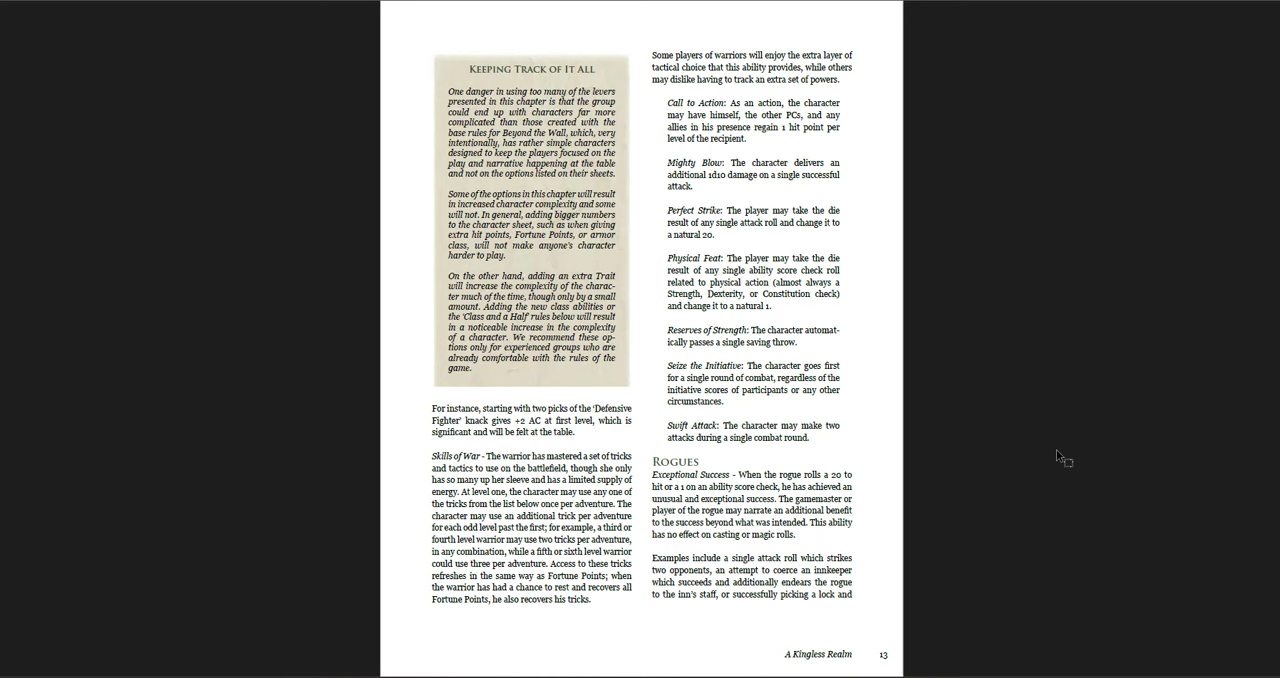 KEEPING TRACK OF IT ALL
One danger in using too many of the levers
presented in this chapter is that the group
could end up with characters far more
complicated than those created with the
base rules for Beyond the Wall, which, very
intentionally, has rather simple characters
designed to keep the players focused on the
play and narrative happening at the table
and not on the options listed on their sheets.
Some of the options in this chapter will result
in increased character complexity and some
will not. In general, adding bigger numbers
to the character sheet, such as when giving
extra hit points, Fortune Points, or armor
class, will not make anyone's character
harder to play.
On the other hand, adding an extra Trait
will increase the complexity of the charac-
ter much of the time, though only by a small
amount. Adding the new class abilities or
the 'Class and a Half' rules below will result
in a noticeable increase in the complexity
of a character. We recommend these op-
tions only for experienced groups who are
already comfortable with the rules of the
game.
For instance, starting with two picks of the 'Defensive
Fighter' knack gives +2 AC at first level, which is
significant and will be felt at the table.
Skills of War - The warrior has mastered a set of tricks
and tactics to use on the battlefield, though she only
has so many up her sleeve and has a limited supply of
energy. At level one, the character may use any one of
the tricks from the list below once per adventure. The
character may use an additional trick per adventure
for each odd level past the first; for example, a third or
fourth level warrior may use two tricks per adventure,
in any combination, while a fifth or sixth level warrior
could use three per adventure. Access to these tricks
refreshes in the same way as Fortune Points; when
the warrior has had a chance to rest and recovers all
Fortune Points, he also recovers his tricks.
Some players of warriors will enjoy the extra layer of
tactical choice that this ability provides, while others
may dislike having to track an extra set of powers.
Call to Action: As an action, the character
may have himself, the other PCs, and any
allies in his presence regain 1 hit point per
level of the recipient.
Mighty Blow: The character delivers an
additional 1d10 damage on a single successful
attack.
Perfect Strike: The player may take the die
result of any single attack roll and change it to
a natural 20.
Physical Feat: The player may take the die
result of any single ability score check roll
related to physical action (almost always a
Strength, Dexterity, or Constitution check)
and change it to a natural 1.
Reserves of Strength: The character automat-
ically passes a single saving throw.
Seize the Initiative: The character goes first
for a single round of combat, regardless of the
initiative scores of participants or any other
circumstances.
Swift Attack: The character may make two
attacks during a single combat round.
ROGUES
Exceptional Success - When the rogue rolls a 20 to
hit or a 1 on an ability score check, he has achieved an
unusual and exceptional success. The gamemaster or
player of the rogue may narrate an additional benefit
to the success beyond what was intended. This ability
has no effect on casting or magic rolls.
Examples include a single attack roll which strikes
two opponents, an attempt to coerce an innkeeper
which succeeds and additionally endears the rogue
to the inn's staff, or successfully picking a lock and
A Kingless Realm 13